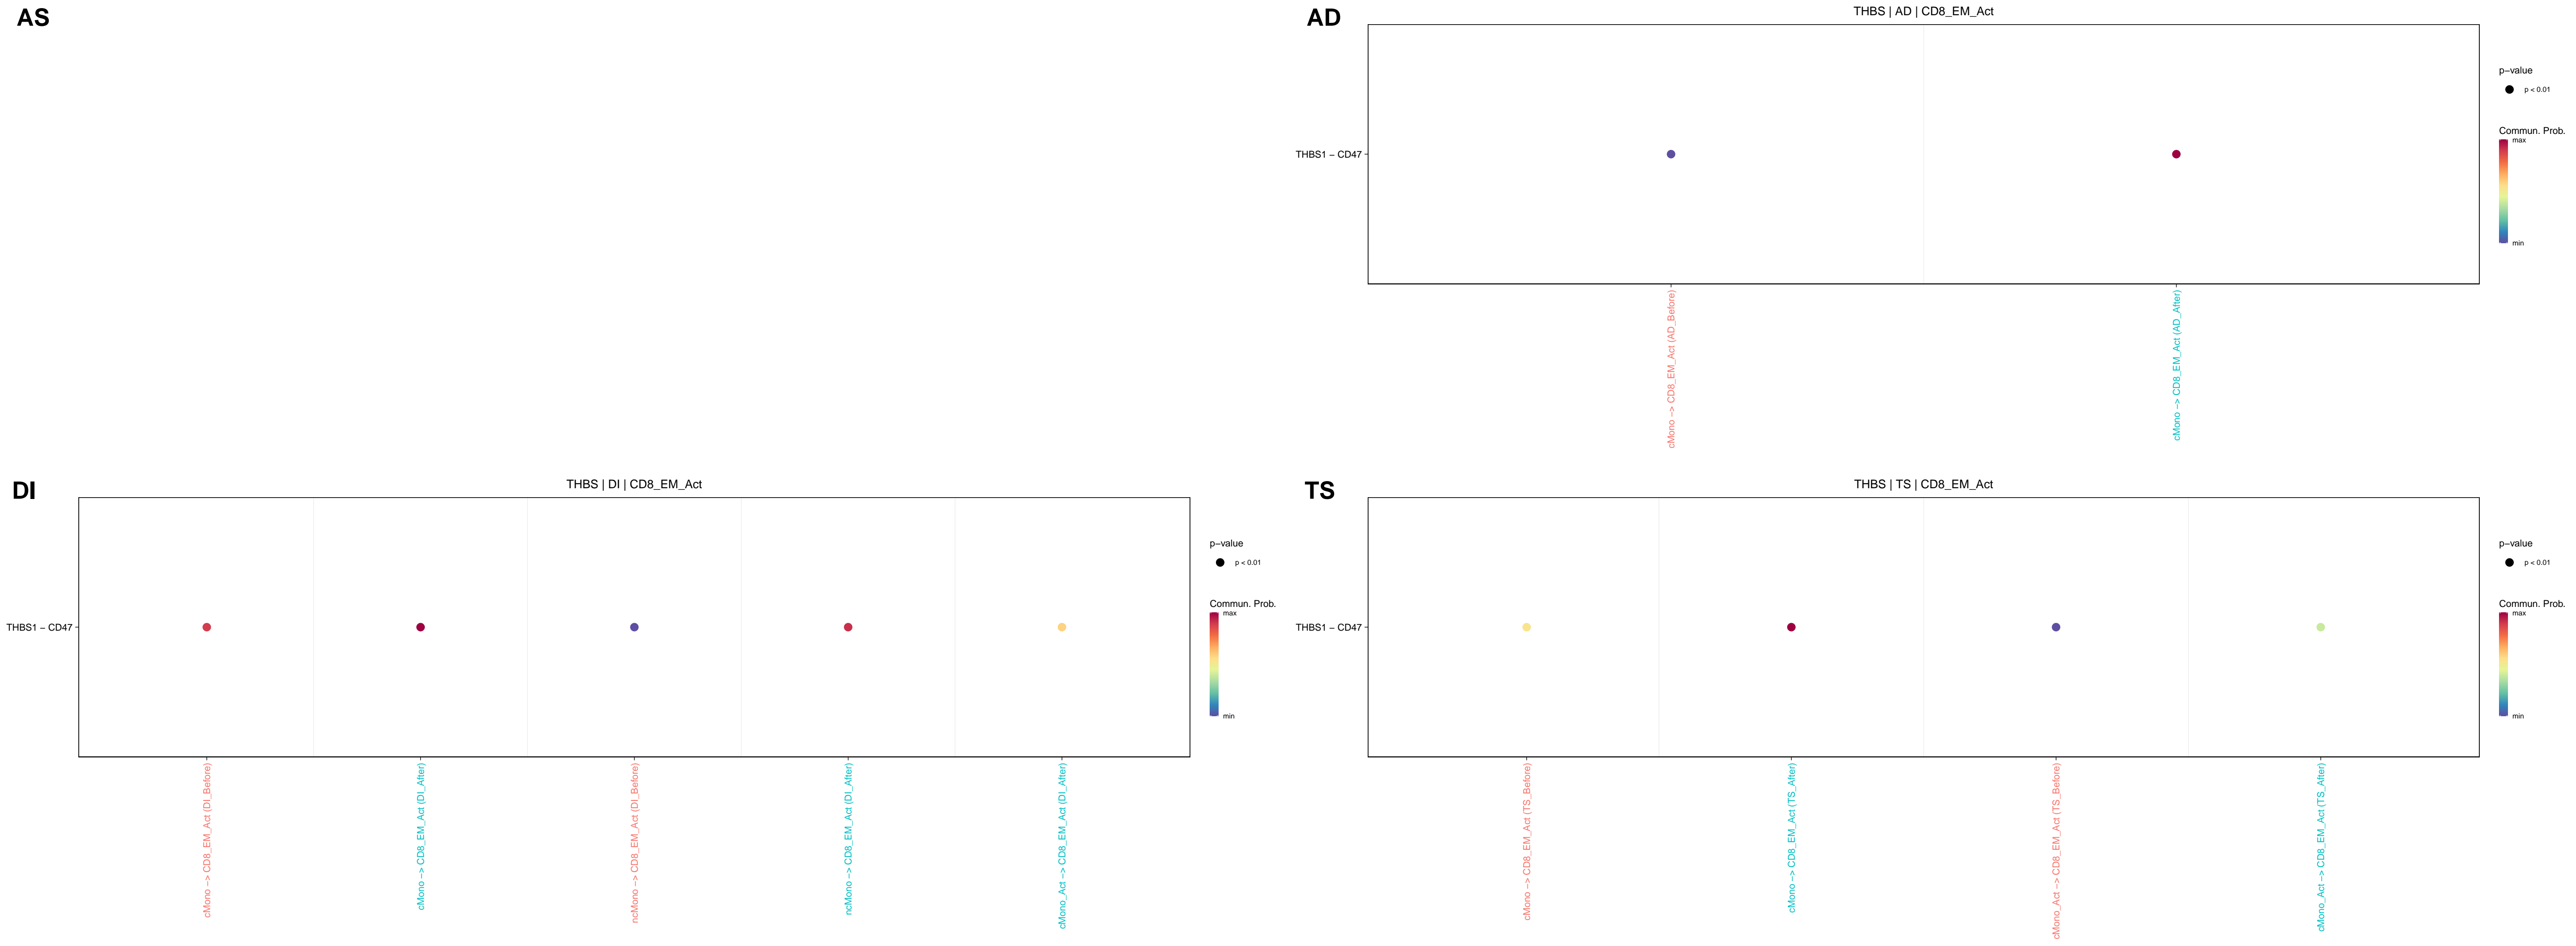 AS
AD
THBS | AD | CD8_EM_Act
THBS1 − CD47
p−value
p < 0.01
Commun. Prob.
max
min
cMono −> CD8_EM_Act (AD_Before)
cMono −> CD8_EM_Act (AD_After)
DI
THBS | DI | CD8_EM_Act
THBS1 − CD47
p−value
p < 0.01
Commun. Prob.
max
min
cMono −> CD8_EM_Act (DI_Before)
cMono −> CD8_EM_Act (DI_After)
ncMono −> CD8_EM_Act (DI_Before)
ncMono −> CD8_EM_Act (DI_After)
cMono_Act −> CD8_EM_Act (DI_After)
TS
THBS | TS | CD8_EM_Act
THBS1 − CD47
p−value
p < 0.01
Commun. Prob.
max
min
cMono −> CD8_EM_Act (TS_Before)
cMono −> CD8_EM_Act (TS_After)
cMono_Act −> CD8_EM_Act (TS_Before)
cMono_Act −> CD8_EM_Act (TS_After)